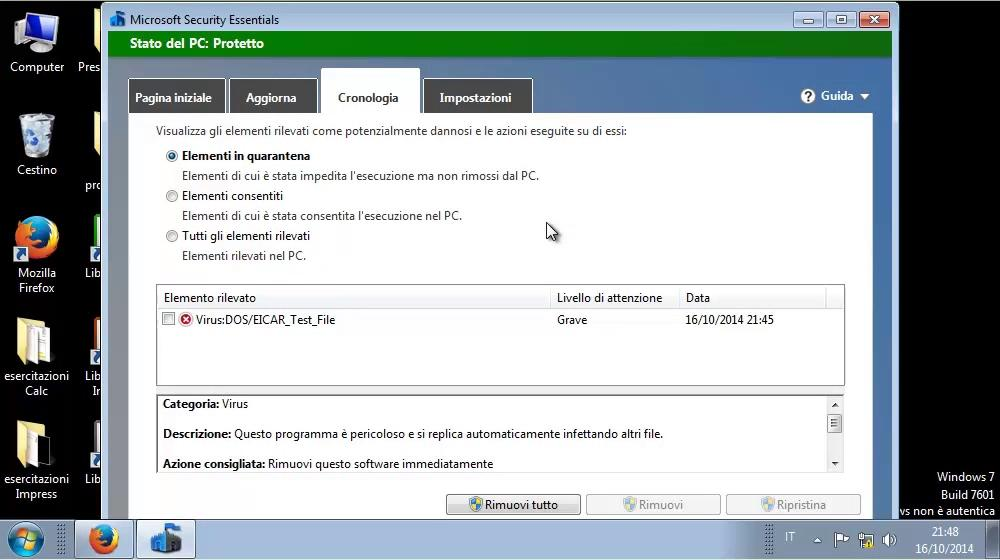 Microsoft Security Essentials
Stato del PC: Protetto
Pagina iniziale
Aggiorna
Cronologia
Impostazioni
Guida
Visualizza gli elementi rilevati come potenzialmente dannosi e le azioni eseguite su di essi:
Elementi in quarantena
Elementi di cui è stata impedita l'esecuzione ma non rimossi dal PC.
Elementi consentiti
Elementi di cui è stata consentita l'esecuzione nel PC.
Tutti gli elementi rilevati
Elementi rilevati nel PC.
Elemento rilevato Livello di attenzione Data
Virus:DOS/EICAR_Test_File Grave 16/10/2014 21:45
Categoria: Virus
Descrizione: Questo programma è pericoloso e si replica automaticamente infettando altri file.
Azione consigliata: Rimuovi questo software immediatamente
Rimuovi tutto
Rimuovi
Ripristina
Computer
Pres
Cestino
pro
Mozilla
Firefox
Lib
esercitazioni
Calc
Lib
Ir
esercitazioni
Impress
Lib
Windows 7
Build 7601
ws non è autentica
IT
21:48
16/10/2014